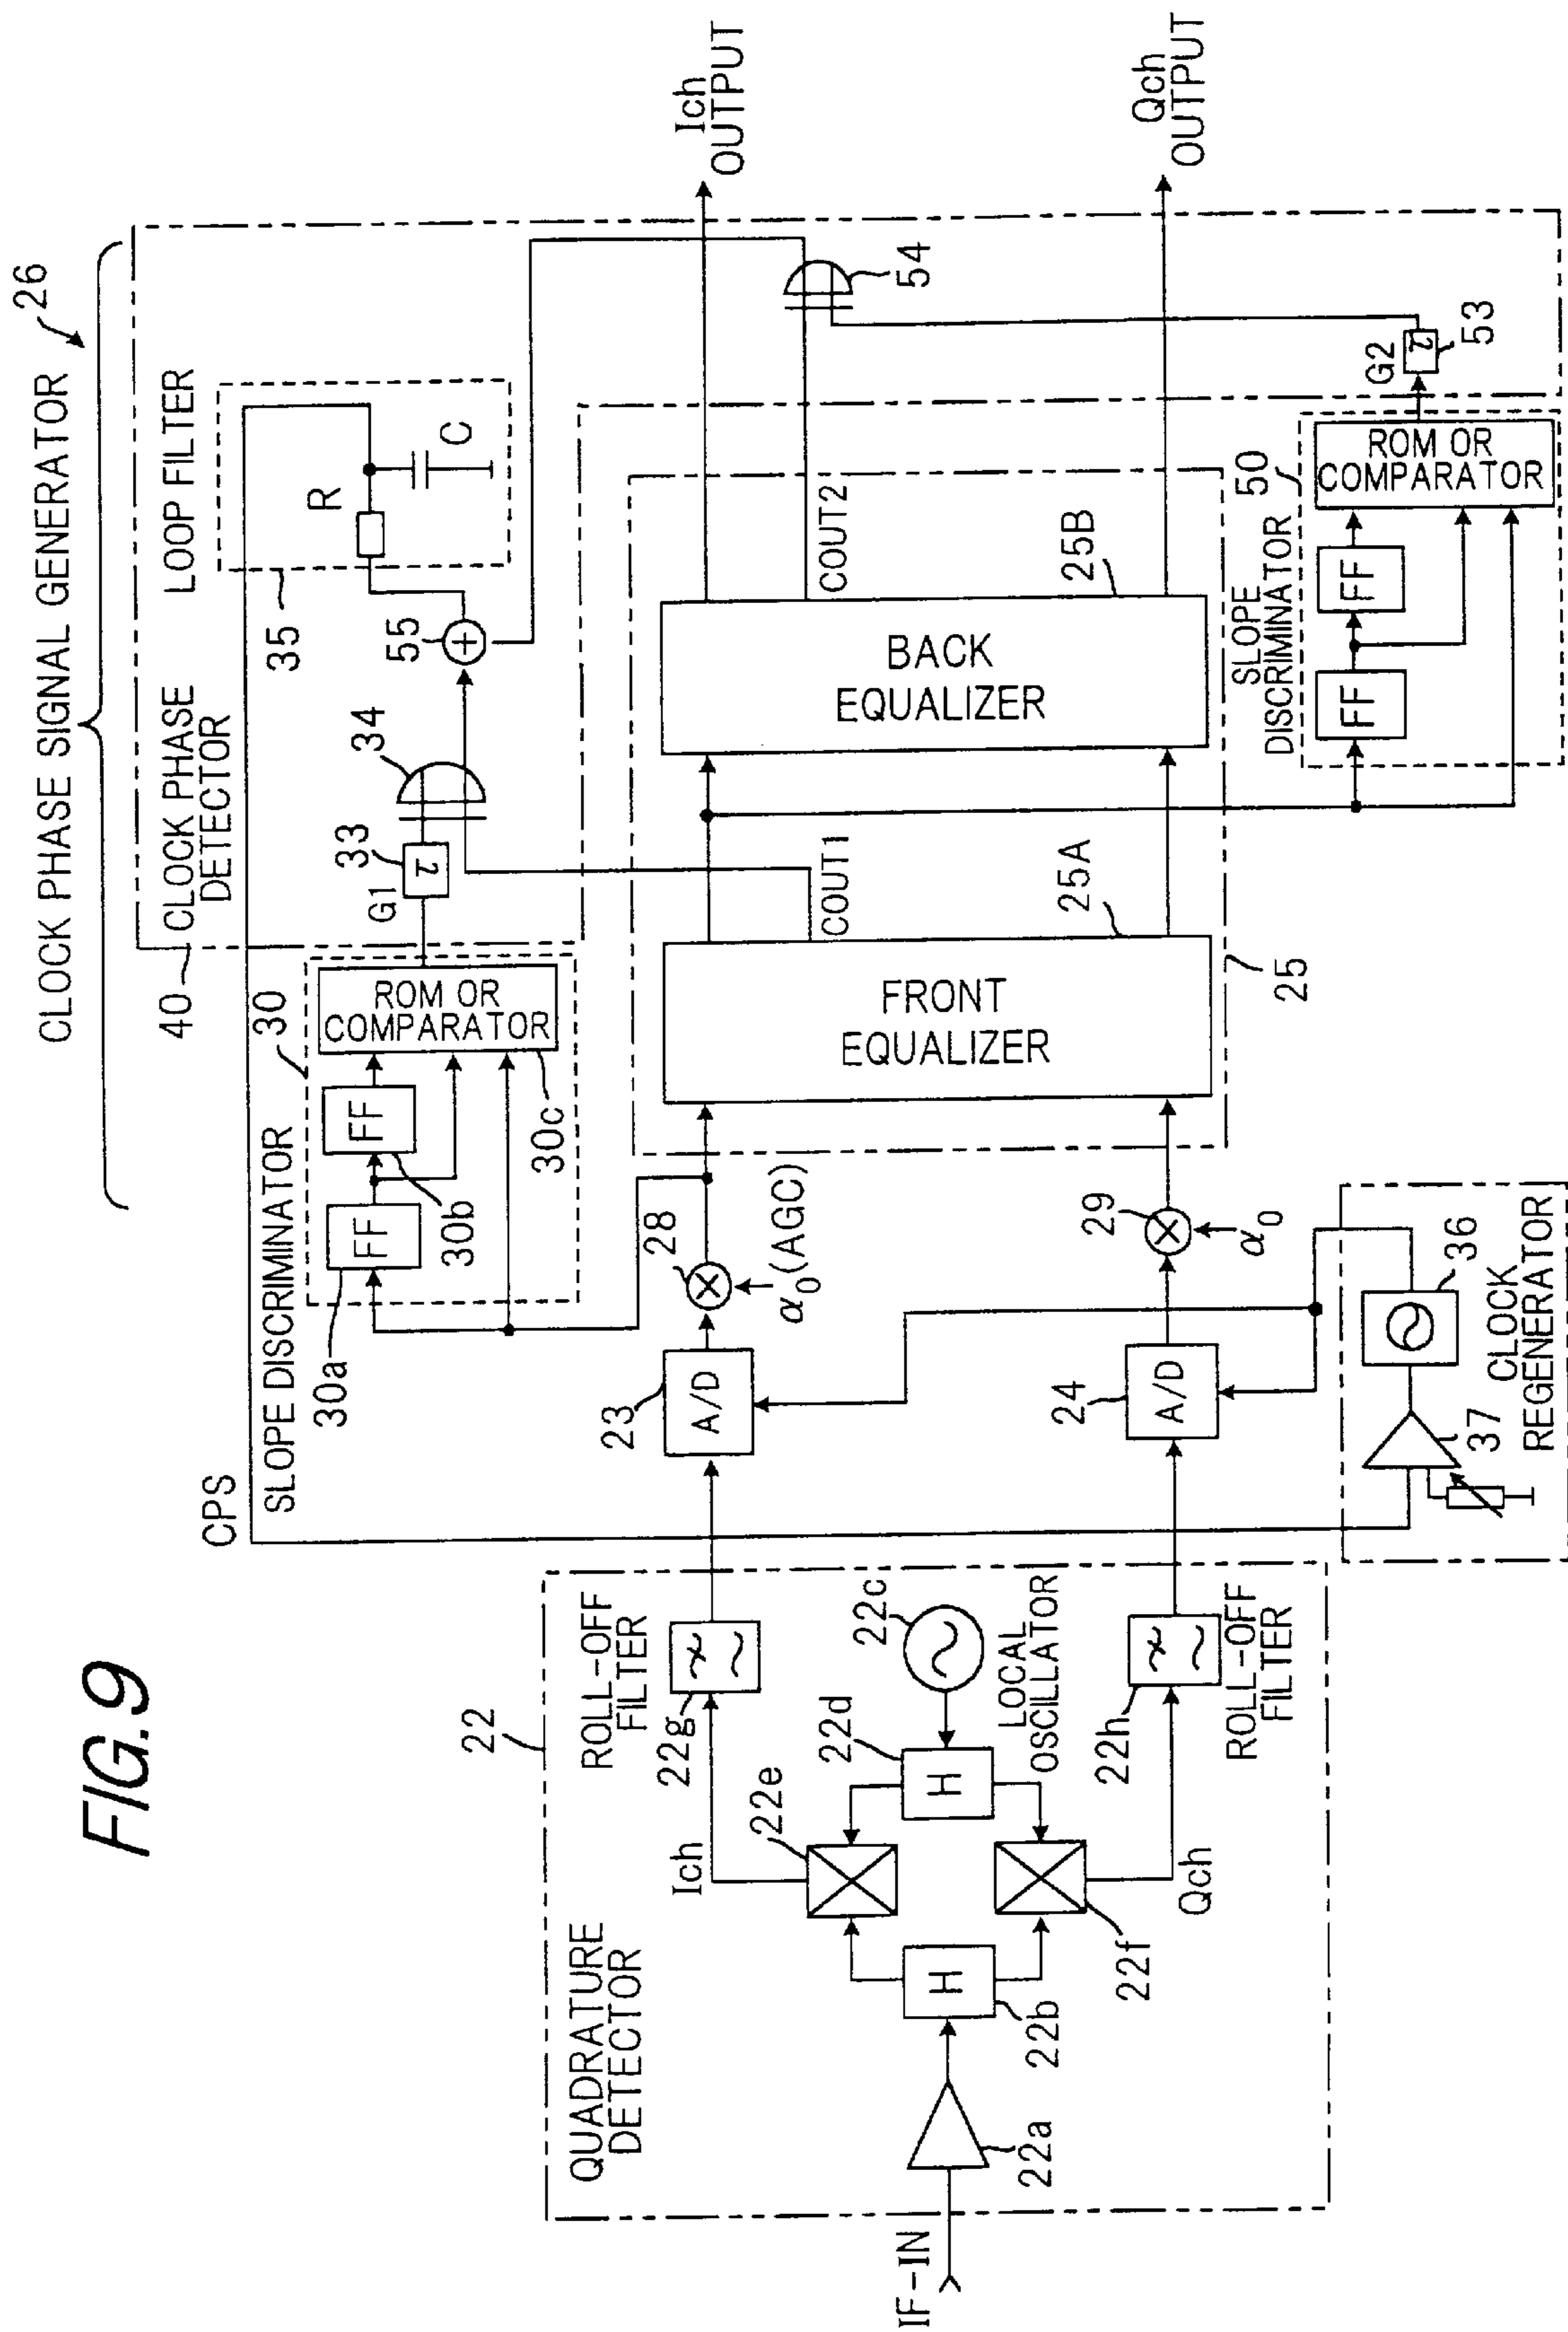 FIG.9
CLOCK PHASE SIGNAL GENERATOR
26
40
CLOCK PHASE
DETECTOR
LOOP FILTER
35
R
C
55
34
33
τ
G1
CPS
SLOPE DISCRIMINATOR
30
30a
FF
FF
30b
ROM OR
COMPARATOR
30c
QUADRATURE
DETECTOR
22
IF-IN
22a
H
22b
22e
22f
H
22d
22c
LOCAL
OSCILLATOR
Ich
Qch
ROLL-OFF
FILTER
22g
ROLL-OFF
FILTER
22h
23
A/D
24
A/D
28
α0(AGC)
29
α0
FRONT
EQUALIZER
25A
25
COUT1
BACK
EQUALIZER
25B
COUT2
SLOPE
DISCRIMINATOR
50
FF
FF
ROM OR
COMPARATOR
G2
τ
53
54
Ich
OUTPUT
Qch
OUTPUT
36
37
CLOCK
REGENERATOR